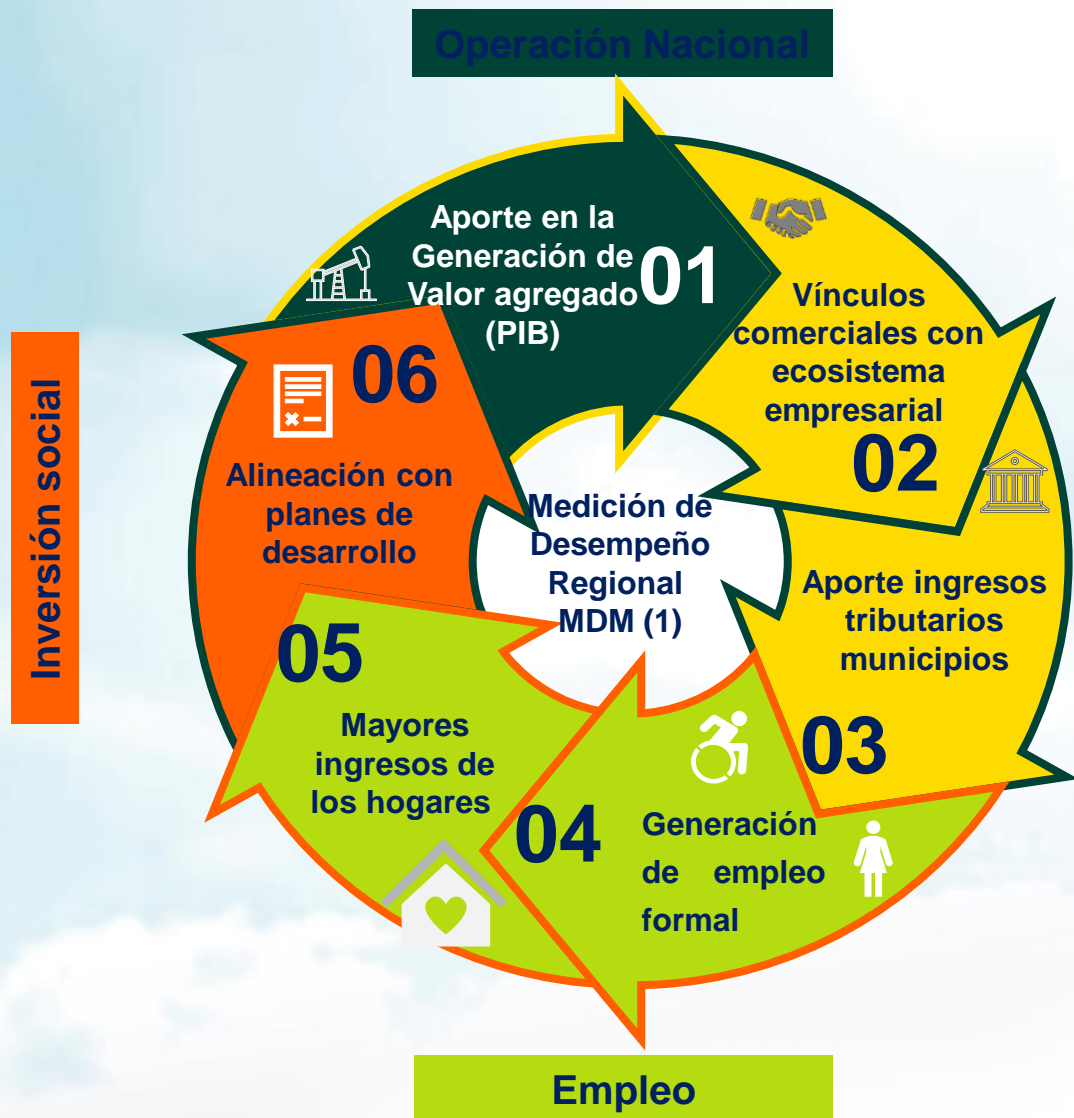 Operación Nacional
Aporte en la
Generación de
Valor agregado
(PIB)
01
Vínculos
comerciales con
ecosistema
empresarial
02
Aporte ingresos
tributarios
municipios
03
Generación
de empleo
formal
04
Mayores
ingresos de
los hogares
05
Alineación con
planes de
desarrollo
06
Medición de
Desempeño
Regional
MDM (1)
Inversión social
Empleo